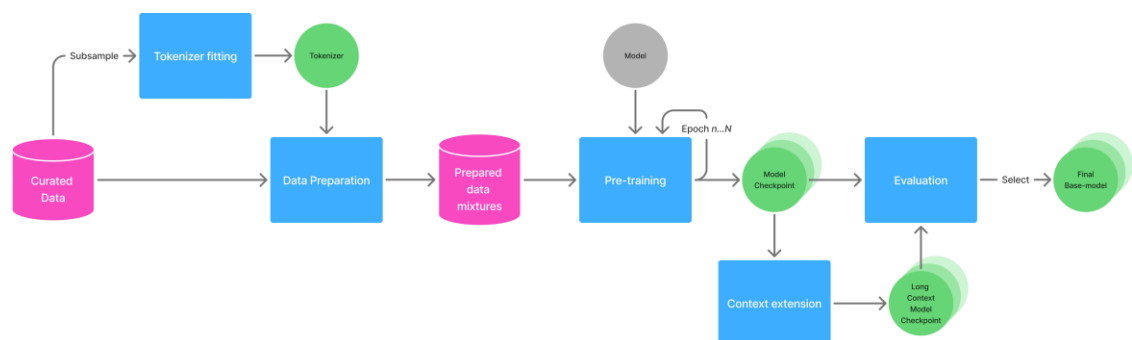 Subsample
Tokenizer fitting
Tokenizer
Model
Epoch n...N
Curated
Data
Data Preparation
Prepared
data
mixtures
Pre-training
Model
Checkpoint
Evaluation
Select
Final
Base-model
Context extension
Long
Context
Model
Checkpoint